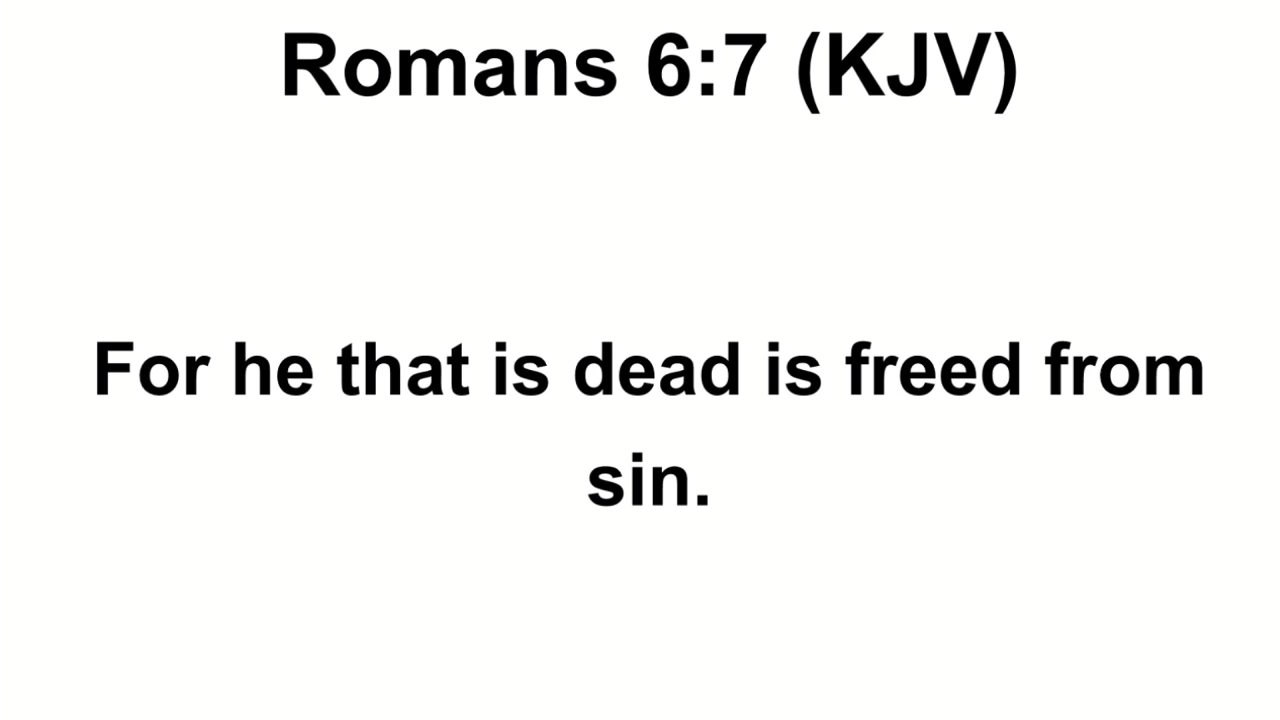 Romans 6:7 (KJV)
For he that is dead is freed from
sin.